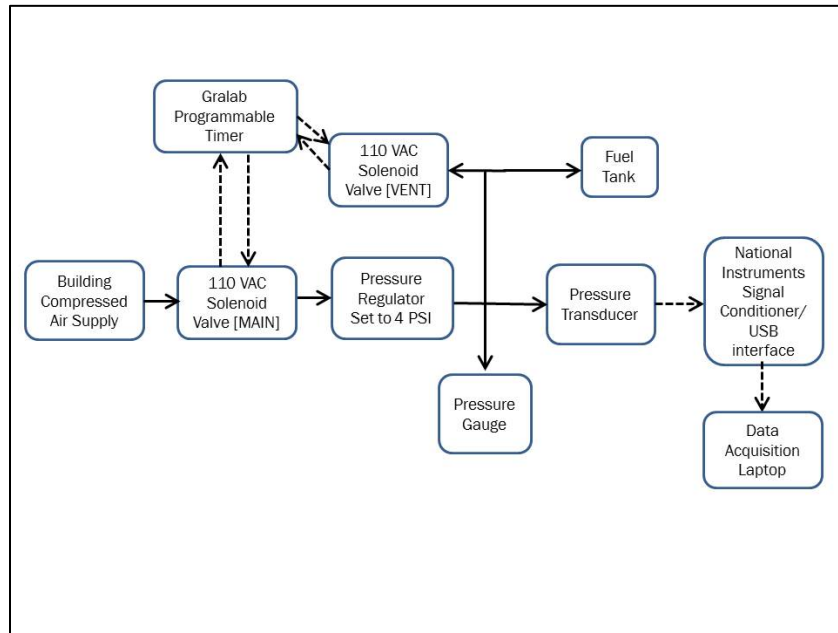 Gralab
Programmable
Timer
110 VAC
Solenoid
Valve [VENT]
Fuel
Tank
Building
Compressed
Air Supply
110 VAC
Solenoid
Valve [MAIN]
Pressure
Regulator
Set to 4 PSI
Pressure
Transducer
National
Instruments
Signal
Conditioner/
USB
interface
Pressure
Gauge
Data
Acquisition
Laptop